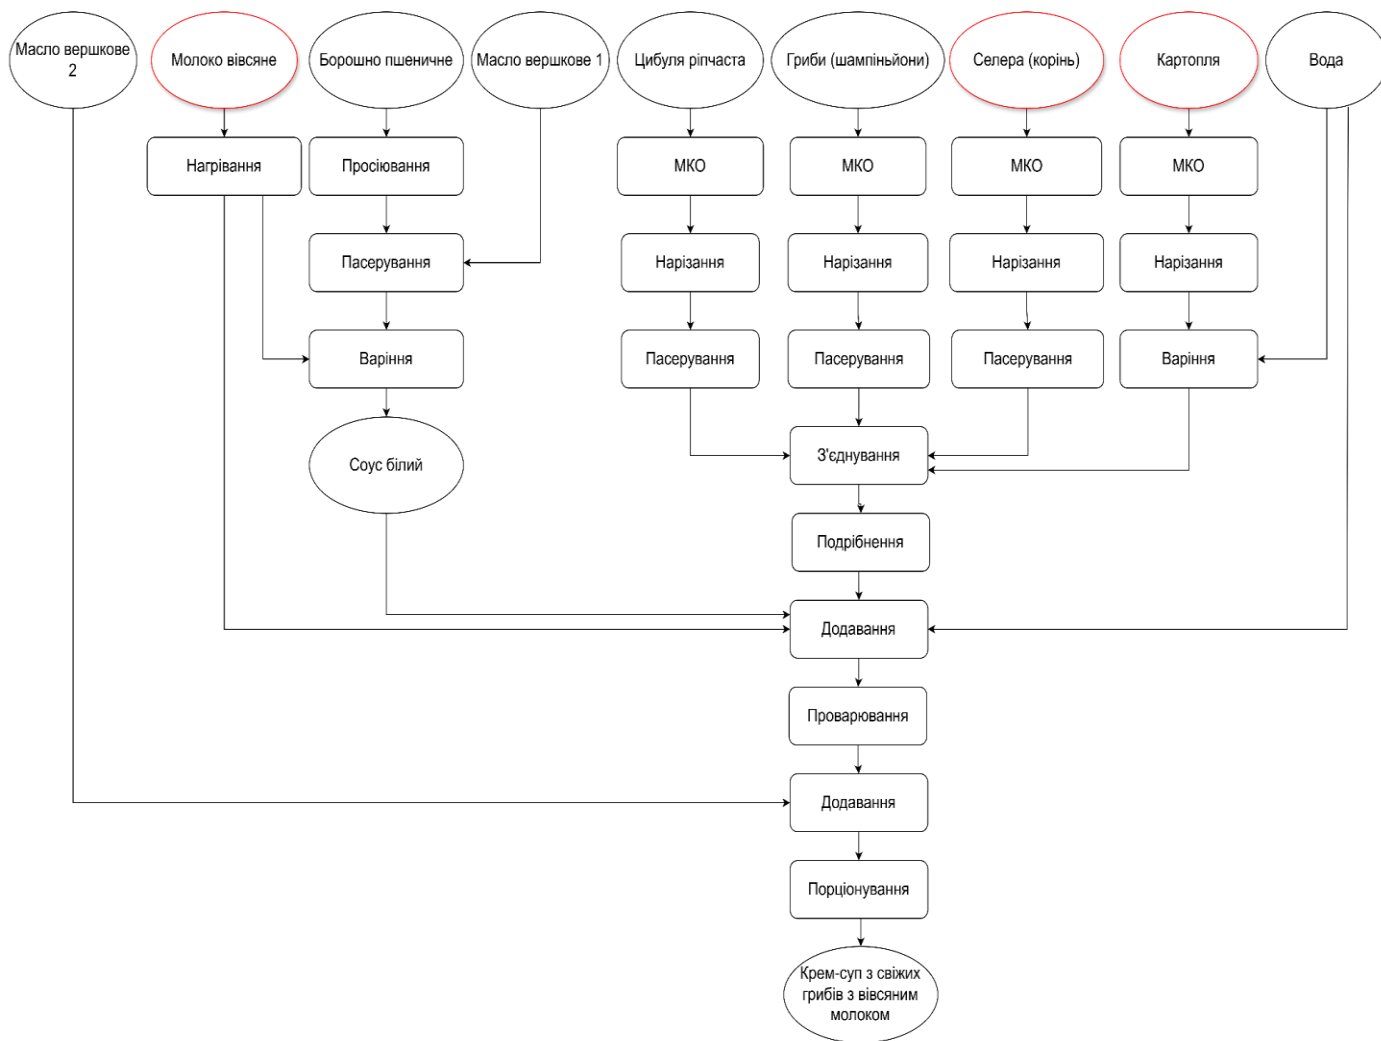 Масло вершкове
2
Молоко вівсяне
Борошно пшеничне
Масло вершкове 1
Цибуля ріпчаста
Гриби (шампіньйони)
Селера (корінь)
Картопля
Вода
Нагрівання
Просіювання
МКО
МКО
МКО
МКО
Пасерування
Нарізання
Нарізання
Нарізання
Нарізання
Варіння
Пасерування
Пасерування
Пасерування
Варіння
Соус білий
З'єднування
Подрібнення
Додавання
Проварювання
Додавання
Порціонування
Крем-суп з свіжих
грибів з вівсяним
молоком